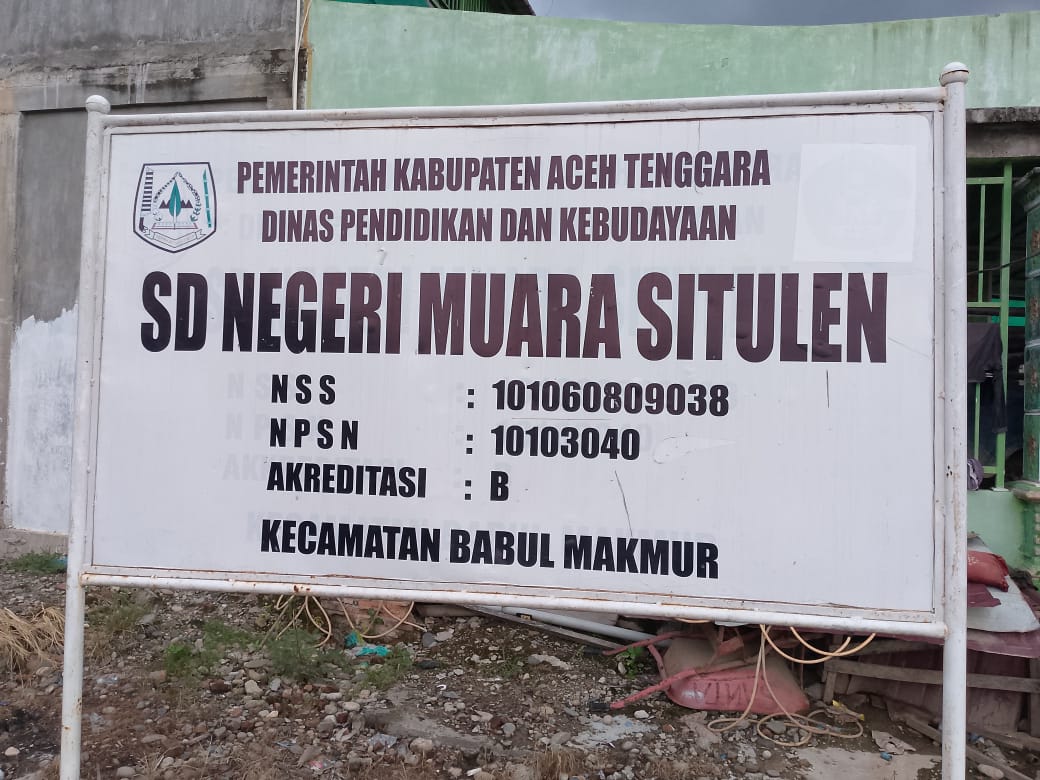 PEMERINTAH KABUPATEN ACEH TENGGARA
DINAS PENDIDIKAN DAN KEBUDAYAAN
SD NEGERI MUARA SITULEN
NSS : 101060809038
NPSN : 10103040
AKREDITASI : B
KECAMATAN BABUL MAKMUR